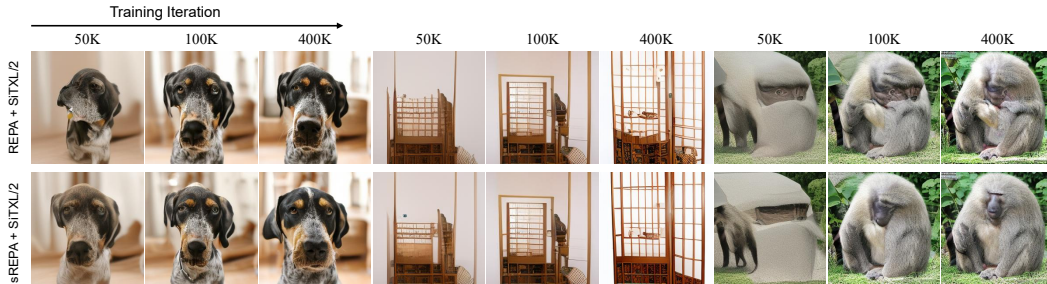 Training Iteration
50K 100K 400K 50K 100K 400K 50K 100K 400K
REPA + SiTXL/2
sREPA + SiTXL/2